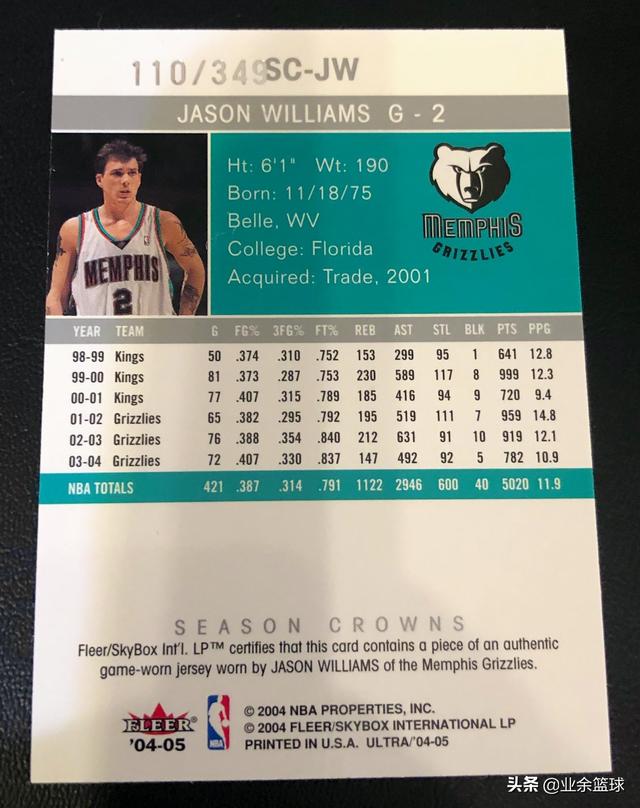 110/349 SC-JW
JASON WILLIAMS G - 2
Ht: 6'1" Wt: 190
Born: 11/18/75
Belle, WV
College: Florida
Acquired: Trade, 2001
MEMPHIS
GRIZZLIES
MEMPHIS
2
YEAR TEAM G FG% 3FG% FT% REB AST STL BLK PTS PPG
98-99 Kings 50 .374 .310 .752 153 299 95 1 641 12.8
99-00 Kings 81 .373 .287 .753 230 589 117 8 999 12.3
00-01 Kings 77 .407 .315 .789 185 416 94 9 720 9.4
01-02 Grizzlies 65 .382 .295 .792 195 519 111 7 959 14.8
02-03 Grizzlies 76 .388 .354 .840 212 631 91 10 919 12.1
03-04 Grizzlies 72 .407 .330 .837 147 492 92 5 782 10.9
NBA TOTALS 421 .387 .314 .791 1122 2946 600 40 5020 11.9
SEASON CROWNS
Fleer/SkyBox Int'l. LP™ certifies that this card contains a piece of an authentic
game-worn jersey worn by JASON WILLIAMS of the Memphis Grizzlies.
FLEER®
'04-05
NBA
© 2004 NBA PROPERTIES, INC.
© 2004 FLEER/SKYBOX INTERNATIONAL LP
PRINTED IN U.S.A. ULTRA/'04-05
头条 @业余篮球